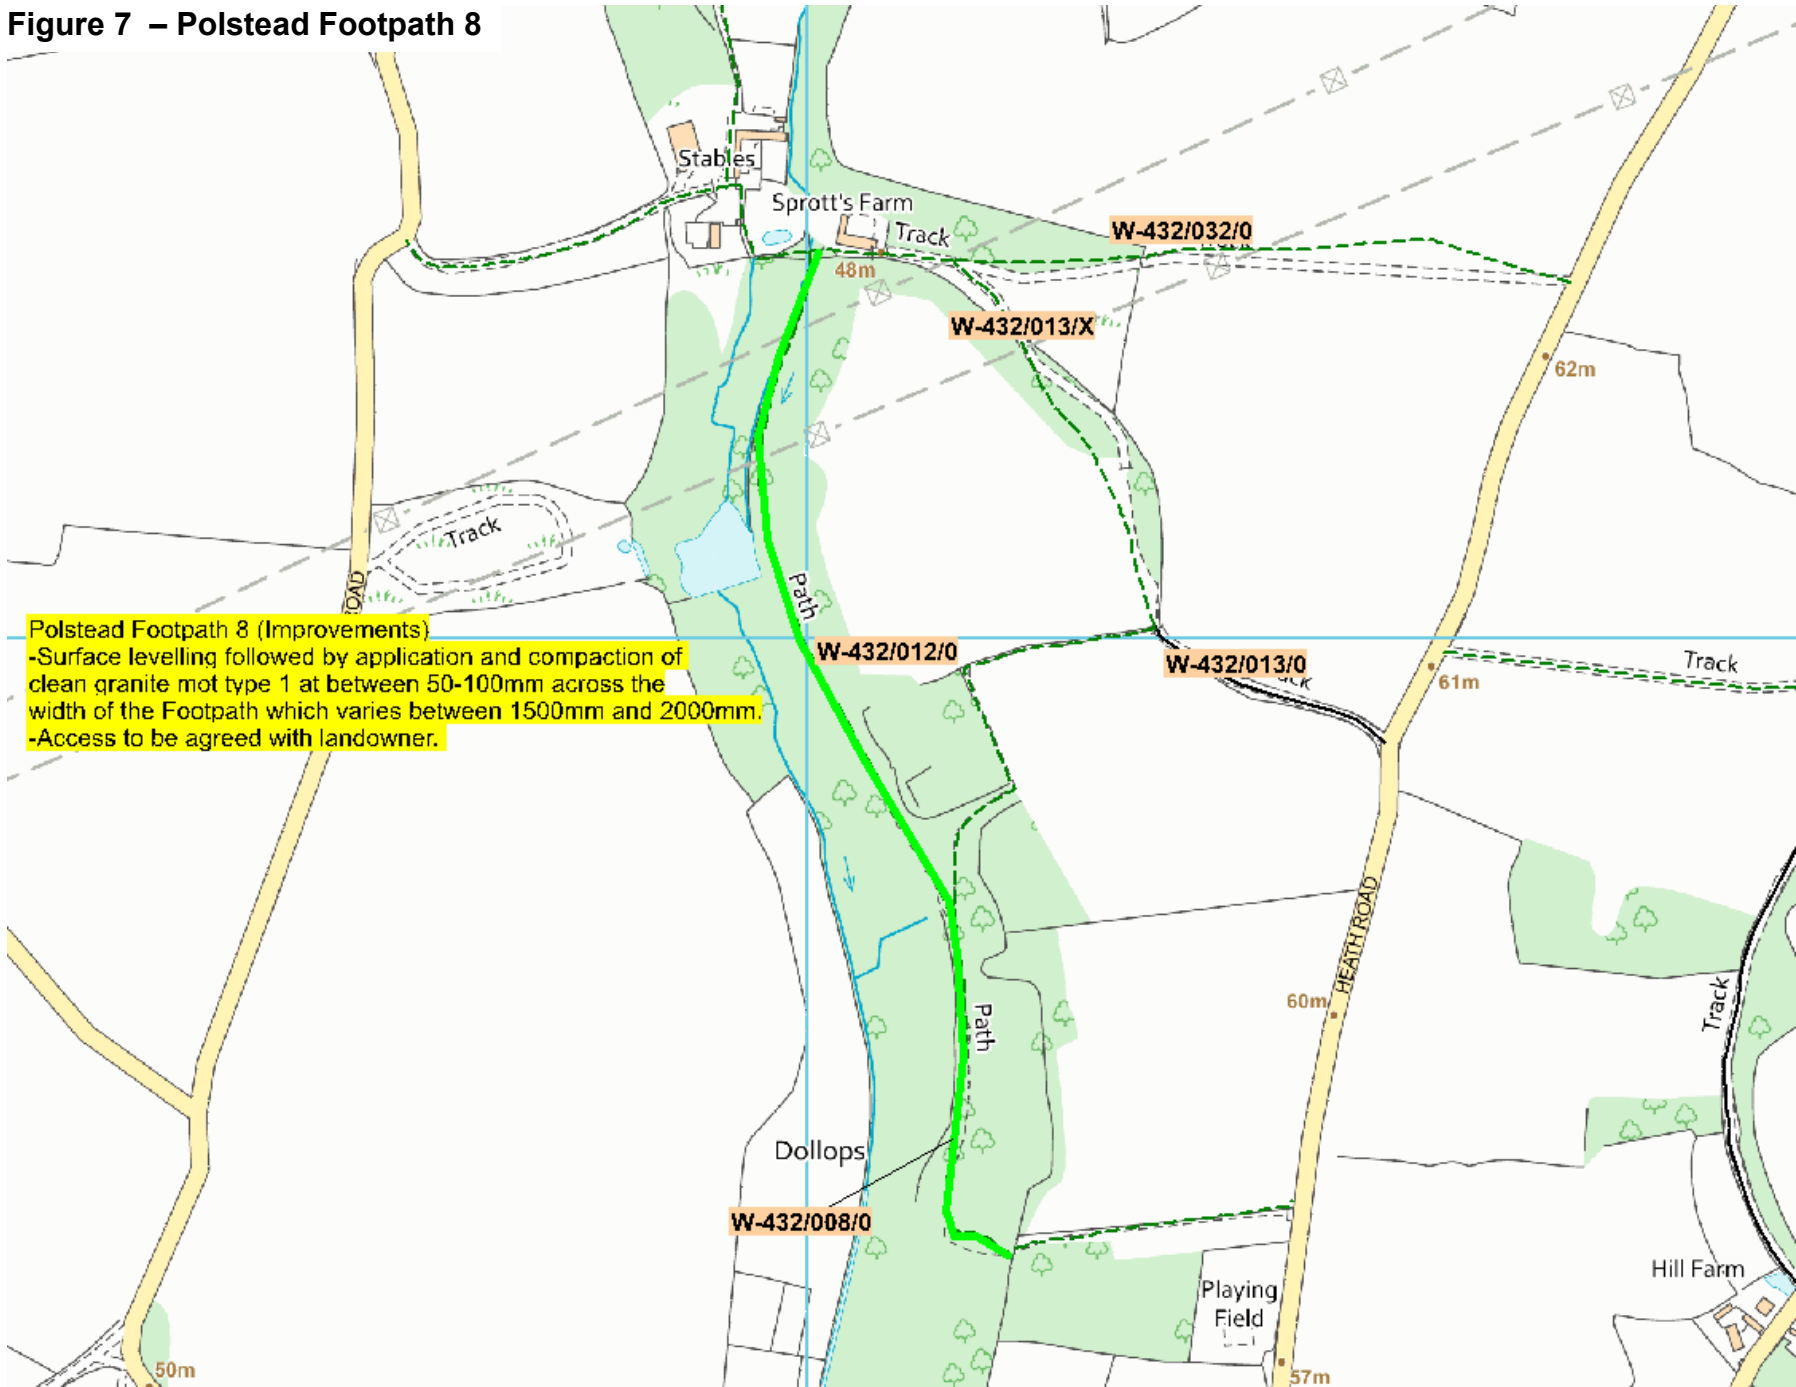 Figure 7 – Polstead Footpath 8
Stables
Sprott's Farm
Track
W-432/032/0
48m
W-432/013/X
62m
Track
Path
ROAD
Polstead Footpath 8 (Improvements)
-Surface levelling followed by application and compaction of
clean granite mot type 1 at between 50-100mm across the
width of the Footpath which varies between 1500mm and 2000mm.
-Access to be agreed with landowner.
W-432/012/0
W-432/013/0
Track
61m
HEATH ROAD
60m
Track
Path
Dollops
W-432/008/0
Hill Farm
Playing
Field
50m
57m